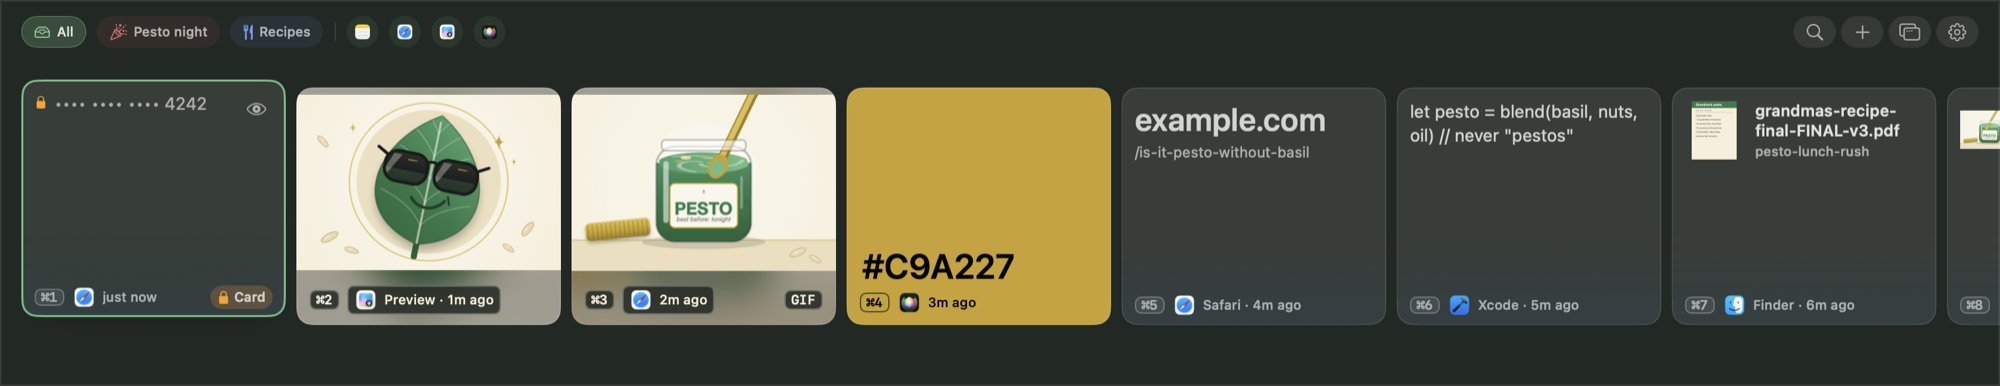 All
Pesto night
Recipes
•••• •••• •••• 4242
⌘1
just now
Card
⌘2
Preview · 1m ago
PESTO
best before: tonight
⌘3
2m ago
GIF
#C9A227
⌘4
3m ago
example.com
/is-it-pesto-without-basil
⌘5
Safari · 4m ago
let pesto = blend(basil, nuts,
oil) // never "pestos"
⌘6
Xcode · 5m ago
grandmas-recipe-
final-FINAL-v3.pdf
pesto-lunch-rush
⌘7
Finder · 6m ago
⌘8